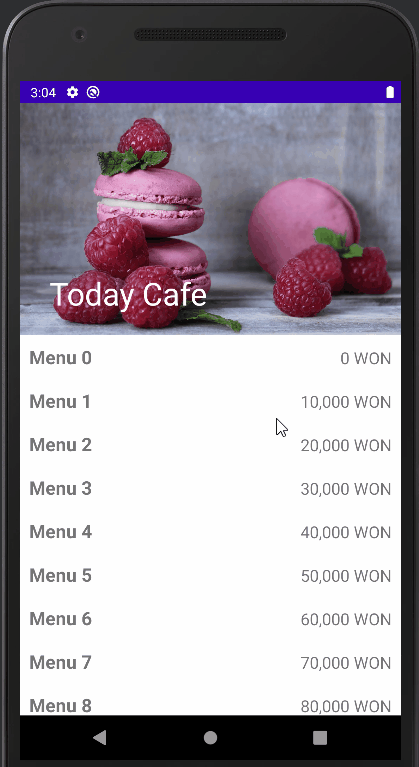 3:04
Today Cafe
Menu 0 0 WON
Menu 1 10,000 WON
Menu 2 20,000 WON
Menu 3 30,000 WON
Menu 4 40,000 WON
Menu 5 50,000 WON
Menu 6 60,000 WON
Menu 7 70,000 WON
Menu 8 80,000 WON